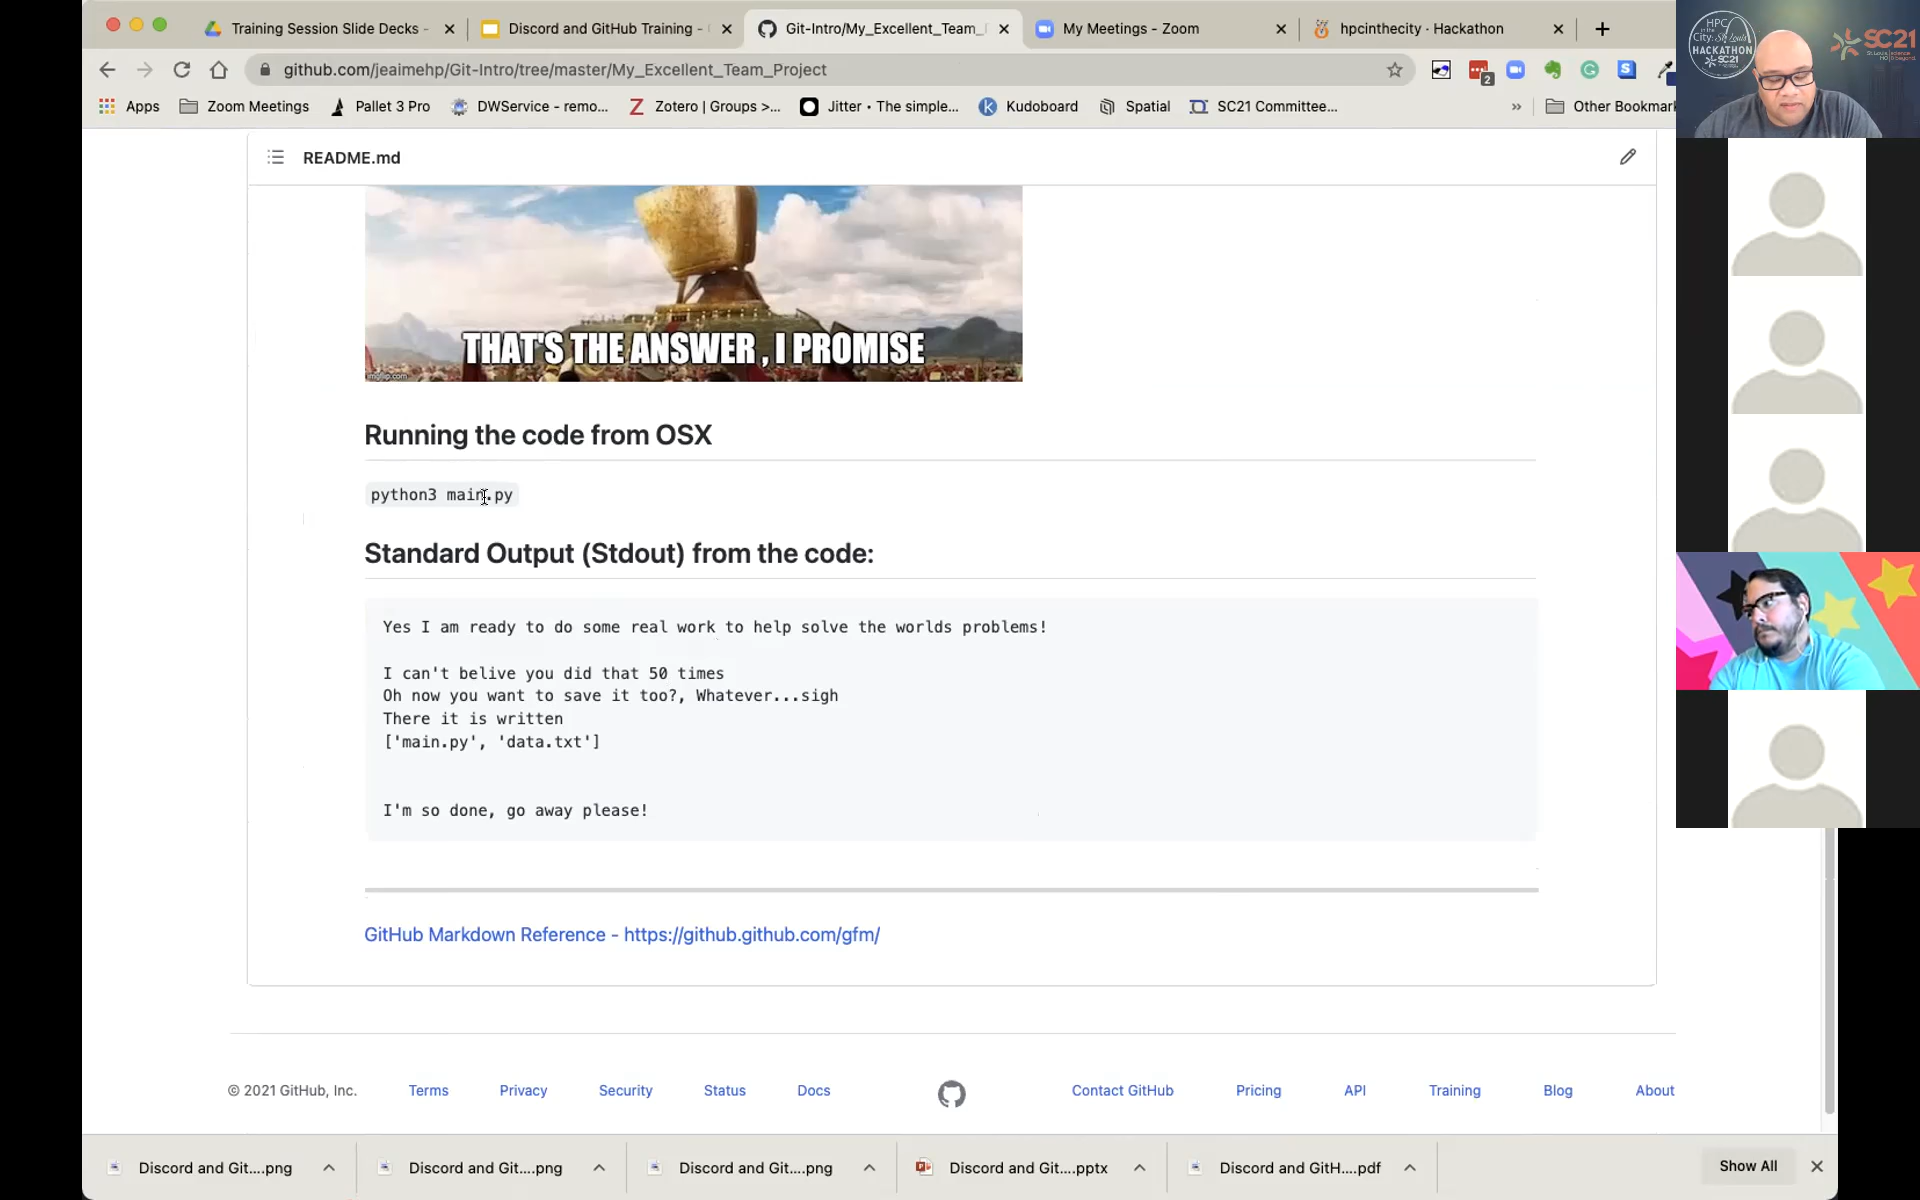 Training Session Slide Decks -
Discord and GitHub Training -
Git-Intro/My_Excellent_Team_
My Meetings - Zoom
hpcinthecity · Hackathon
github.com/jeaimehp/Git-Intro/tree/master/My_Excellent_Team_Project
2
Apps
Zoom Meetings
Pallet 3 Pro
DWService - remo...
Zotero | Groups >...
Jitter • The simple...
Kudoboard
Spatial
SC21 Committee...
»
Other Bookmar
HPC
HACKATHON
SC21
SC21
README.md
THAT'S THE ANSWER , I PROMISE
imgflip.com
Running the code from OSX
python3 main.py
Standard Output (Stdout) from the code:
Yes I am ready to do some real work to help solve the worlds problems!
I can't belive you did that 50 times
Oh now you want to save it too?, Whatever...sigh
There it is written
['main.py', 'data.txt']
I'm so done, go away please!
GitHub Markdown Reference - https://github.github.com/gfm/
© 2021 GitHub, Inc.
Terms
Privacy
Security
Status
Docs
Contact GitHub
Pricing
API
Training
Blog
About
Discord and Git....png
Discord and Git....png
Discord and Git....png
Discord and Git....pptx
Discord and GitH....pdf
Show All